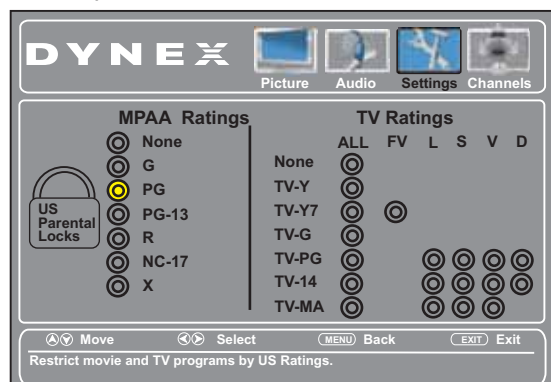 DYNEX
Picture Audio Settings Channels
MPAA Ratings
None
G
PG
PG-13
R
NC-17
X
US
Parental
Locks
TV Ratings
ALL FV L S V D
None
TV-Y
TV-Y7
TV-G
TV-PG
TV-14
TV-MA
Move Select MENU Back EXIT Exit
Restrict movie and TV programs by US Ratings.